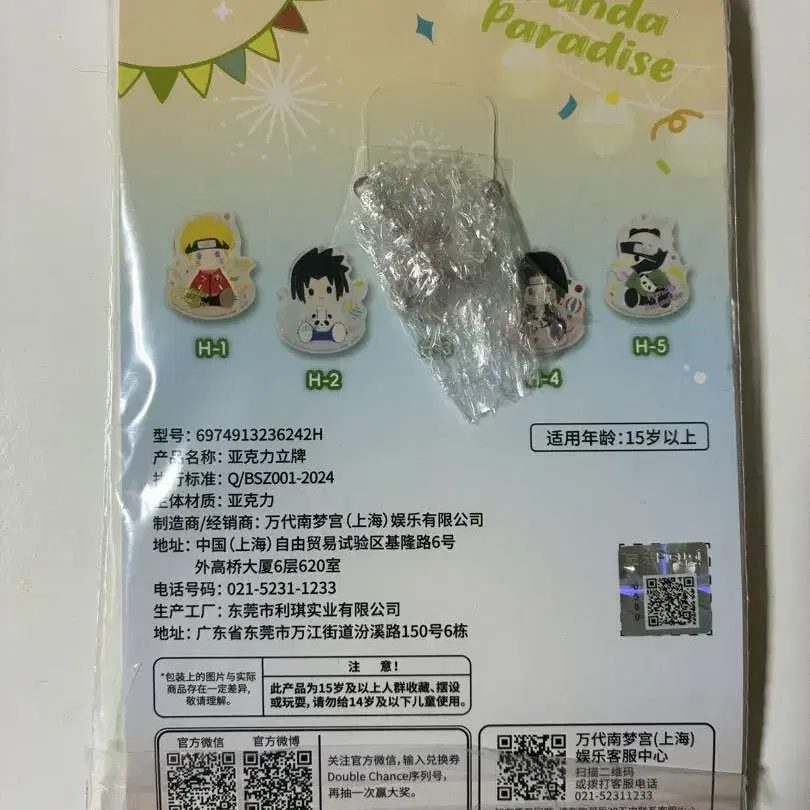 Panda
Paradise
H-1
H-2
H-4
H-5
型号: 6974913236242H
适用年龄:15岁以上
产品名称: 亚克力立牌
执行标准: Q/BSZ001-2024
主体材质: 亚克力
制造商/经销商: 万代南梦宫(上海)娱乐有限公司
地址: 中国(上海)自由贸易试验区基隆路6号
外高桥大厦6层620室
电话号码: 021-5231-1233
生产工厂: 东莞市利琪实业有限公司
地址: 广东省东莞市万江街道汾溪路150号6栋
*包装上的图片与实际
商品存在一定差异,
敬请理解。
注 意!
此产品为15岁及以上人群收藏、摆设
或玩耍, 请勿给14岁及以下儿童使用。
官方微信 官方微博
关注官方微信, 输入兑换券
Double Chance序列号,
再抽一次赢大奖。
万代南梦宫(上海)
娱乐客服中心
扫描二维码
或拨打客服电话
021-52311233